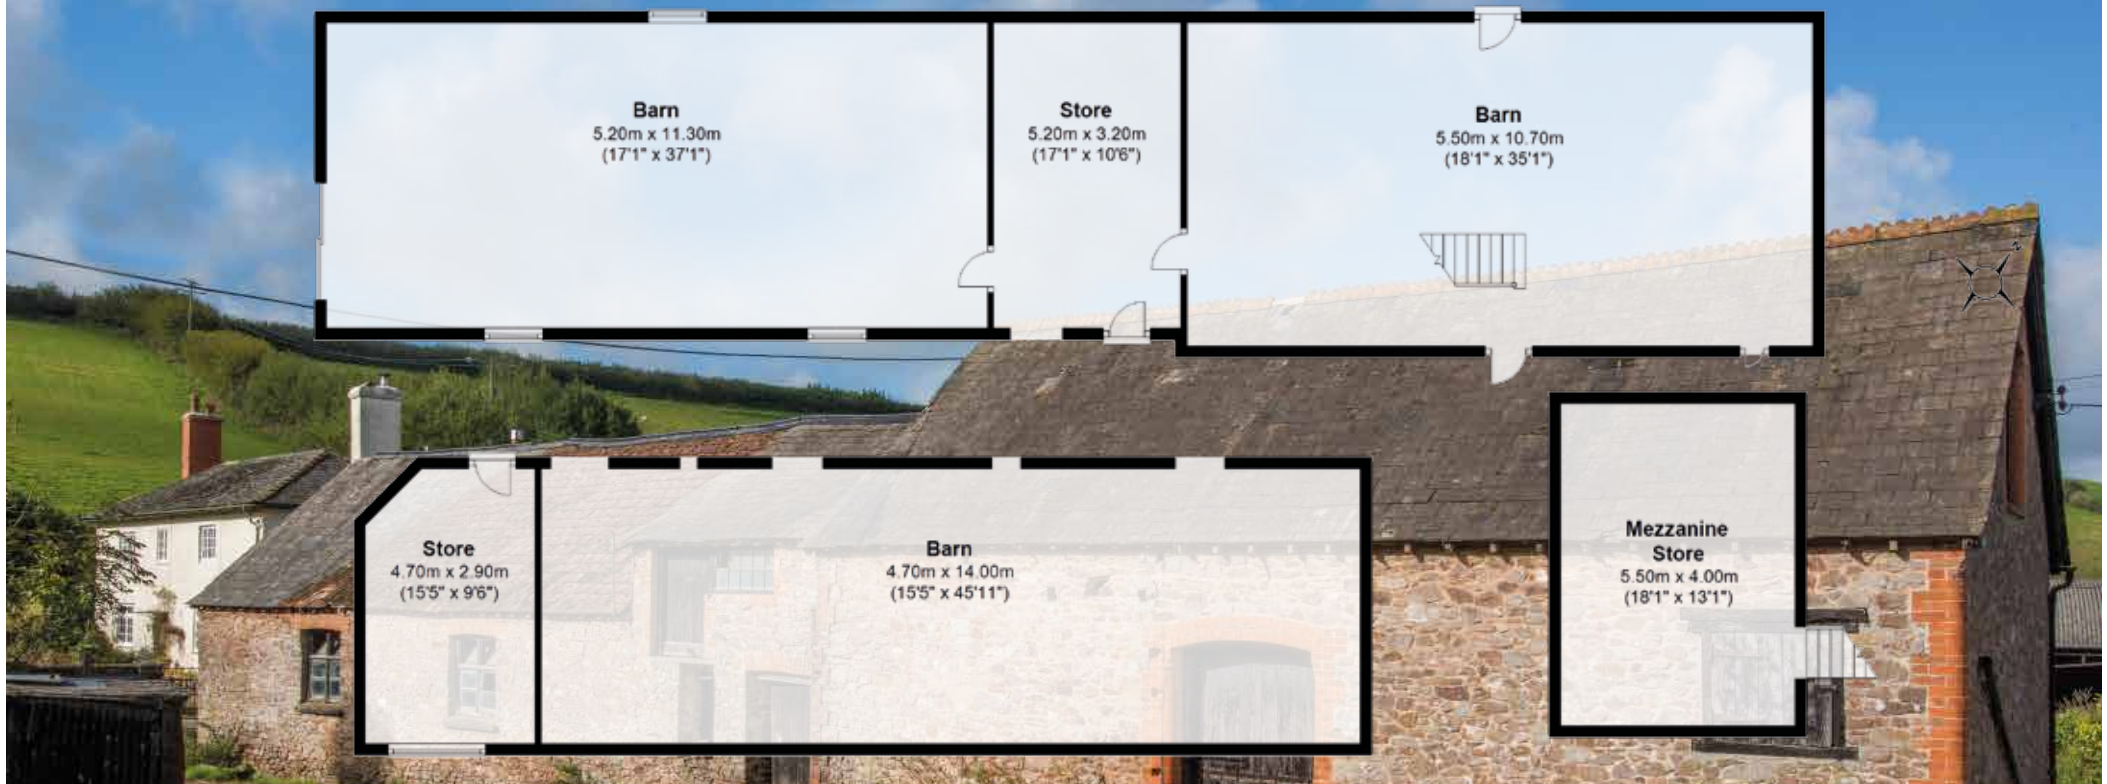 Barn
5.20m x 11.30m
(17'1" x 37'1")
Store
5.20m x 3.20m
(17'1" x 10'6")
Barn
5.50m x 10.70m
(18'1" x 35'1")
N
Store
4.70m x 2.90m
(15'5" x 9'6")
Barn
4.70m x 14.00m
(15'5" x 45'11")
Mezzanine
Store
5.50m x 4.00m
(18'1" x 13'1")